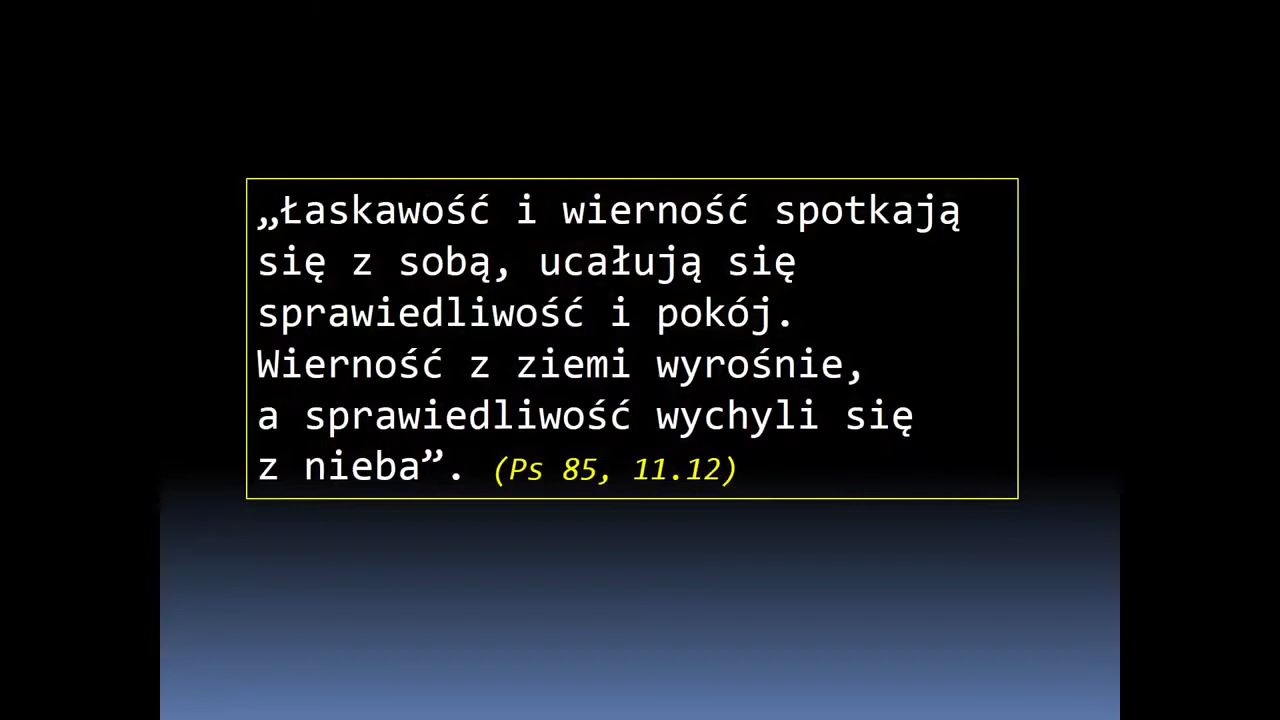 „Łaskawość i wierność spotkają
się z sobą, ucałują się
sprawiedliwość i pokój.
Wierność z ziemi wyrośnie,
a sprawiedliwość wychyli się
z nieba”. (Ps 85, 11.12)